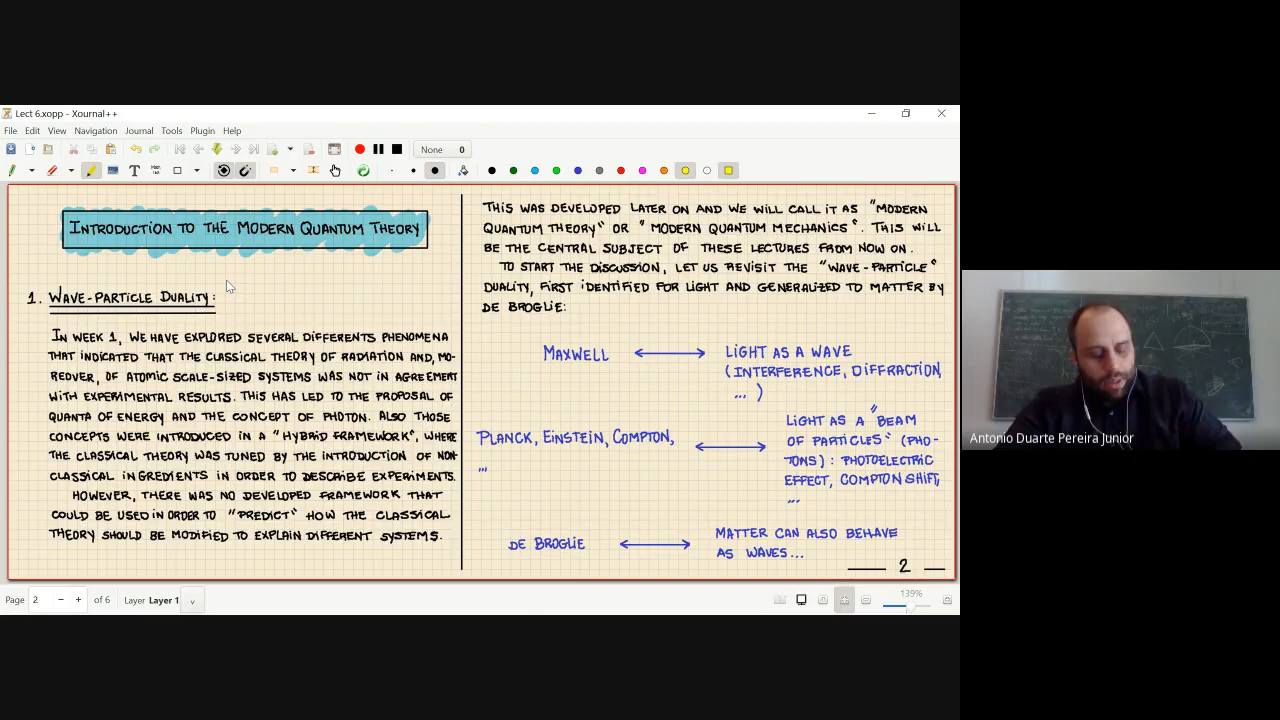 Lect 6.xopp - Xournal++
File Edit View Navigation Journal Tools Plugin Help
None 0
INTRODUCTION TO THE MODERN QUANTUM THEORY
1. WAVE-PARTICLE DUALITY:
IN WEEK 1, WE HAVE EXPLORED SEVERAL DIFFERENTS PHENOMENA
THAT INDICATED THAT THE CLASSICAL THEORY OF RADIATION AND, MO-
REOVER, OF ATOMIC SCALE-SIZED SYSTEMS WAS NOT IN AGREEMENT
WITH EXPERIMENTAL RESULTS. THIS HAS LED TO THE PROPOSAL OF
QUANTA OF ENERGY AND THE CONCEPT OF PHOTON. ALSO THOSE
CONCEPTS WERE INTRODUCED IN A "HYBRID FRAMEWORK", WHERE
THE CLASSICAL THEORY WAS TUNED BY THE INTRODUCTION OF NON
CLASSICAL INGREDIENTS IN ORDER TO DESCRIBE EXPERIMENTS.
HOWEVER, THERE WAS NO DEVELOPED FRAMEWORK THAT
COULD BE USED IN ORDER TO "PREDICT" HOW THE CLASSICAL
THEORY SHOULD BE MODIFIED TO EXPLAIN DIFFERENT SYSTEMS.
THIS WAS DEVELOPED LATER ON AND WE WILL CALL IT AS "MODERN
QUANTUM THEORY" OR "MODERN QUANTUM MECHANICS". THIS WILL
BE THE CENTRAL SUBJECT OF THESE LECTURES FROM NOW ON.
TO START THE DISCUSSION, LET US REVISIT THE "WAVE-PARTICLE"
DUALITY, FIRST IDENTIFIED FOR LIGHT AND GENERALIZED TO MATTER BY
DE BROGLIE:
MAXWELL ↔ LIGHT AS A WAVE
(INTERFERENCE, DIFFRACTION,
...)
PLANCK, EINSTEIN, COMPTON,
...
↔ LIGHT AS A "BEAM
OF PARTICLES" (PHO-
TONS): PHOTOELECTRIC
EFFECT, COMPTON SHIFT,
...
DE BROGLIE ↔ MATTER CAN ALSO BEHAVE
AS WAVES...
2
Page 2 of 6 Layer Layer 1
139%
Antonio Duarte Pereira Junior